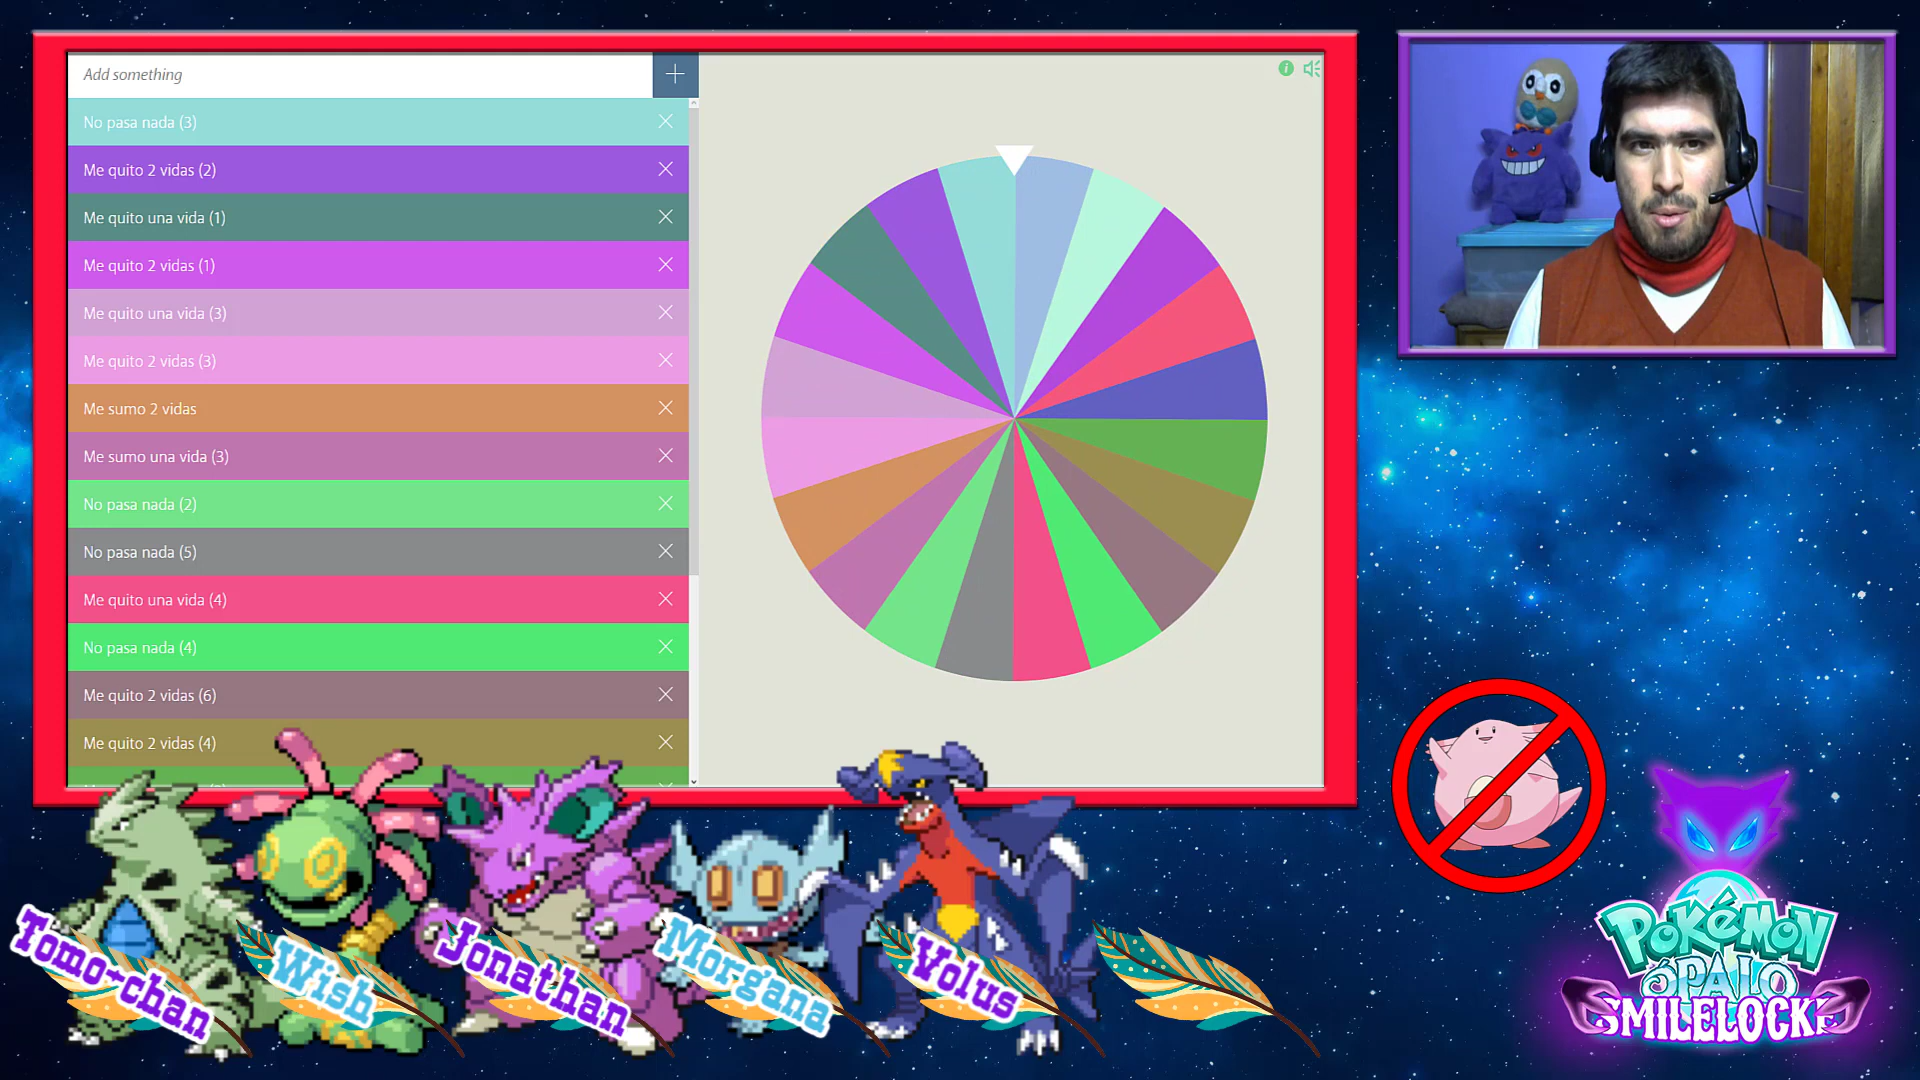 Add something
No pasa nada (3)
Me quito 2 vidas (2)
Me quito una vida (1)
Me quito 2 vidas (1)
Me quito una vida (3)
Me quito 2 vidas (3)
Me sumo 2 vidas
Me sumo una vida (3)
No pasa nada (2)
No pasa nada (5)
Me quito una vida (4)
No pasa nada (4)
Me quito 2 vidas (6)
Me quito 2 vidas (4)
Tomo-chan
Wish
Jonathan
Morgana
Volus
POKÉMON
ÓPALO
SMILELOCKE